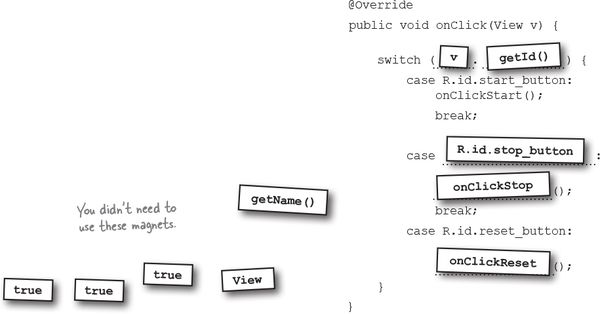 @Override
public void onClick(View v) {
switch ( v . getId() ) {
case R.id.start_button:
onClickStart();
break;
case R.id.stop_button :
onClickStop ();
break;
case R.id.reset_button:
onClickReset ();
}
}
getName()
You didn't need to
use these magnets.
true
true
true
View